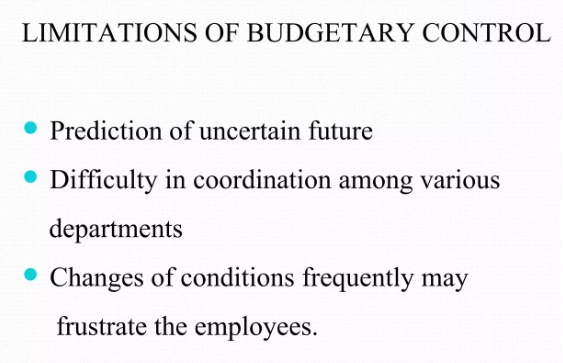 LIMITATIONS OF BUDGETARY CONTROL
Prediction of uncertain future
Difficulty in coordination among various
departments
Changes of conditions frequently may
frustrate the employees.